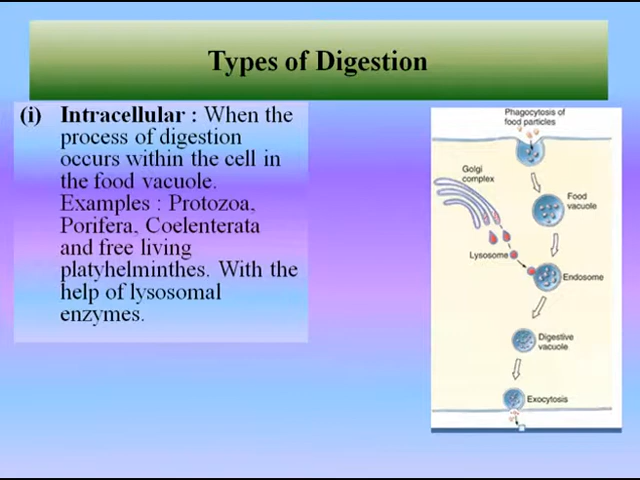 Types of Digestion
(i) Intracellular : When the
process of digestion
occurs within the cell in
the food vacuole.
Examples : Protozoa,
Porifera, Coelenterata
and free living
platyhelminthes. With the
help of lysosomal
enzymes.
Phagocytosis of
food particles
Golgi
complex
Food
vacuole
Lysosome
Endosome
Digestive
vacuole
Exocytosis